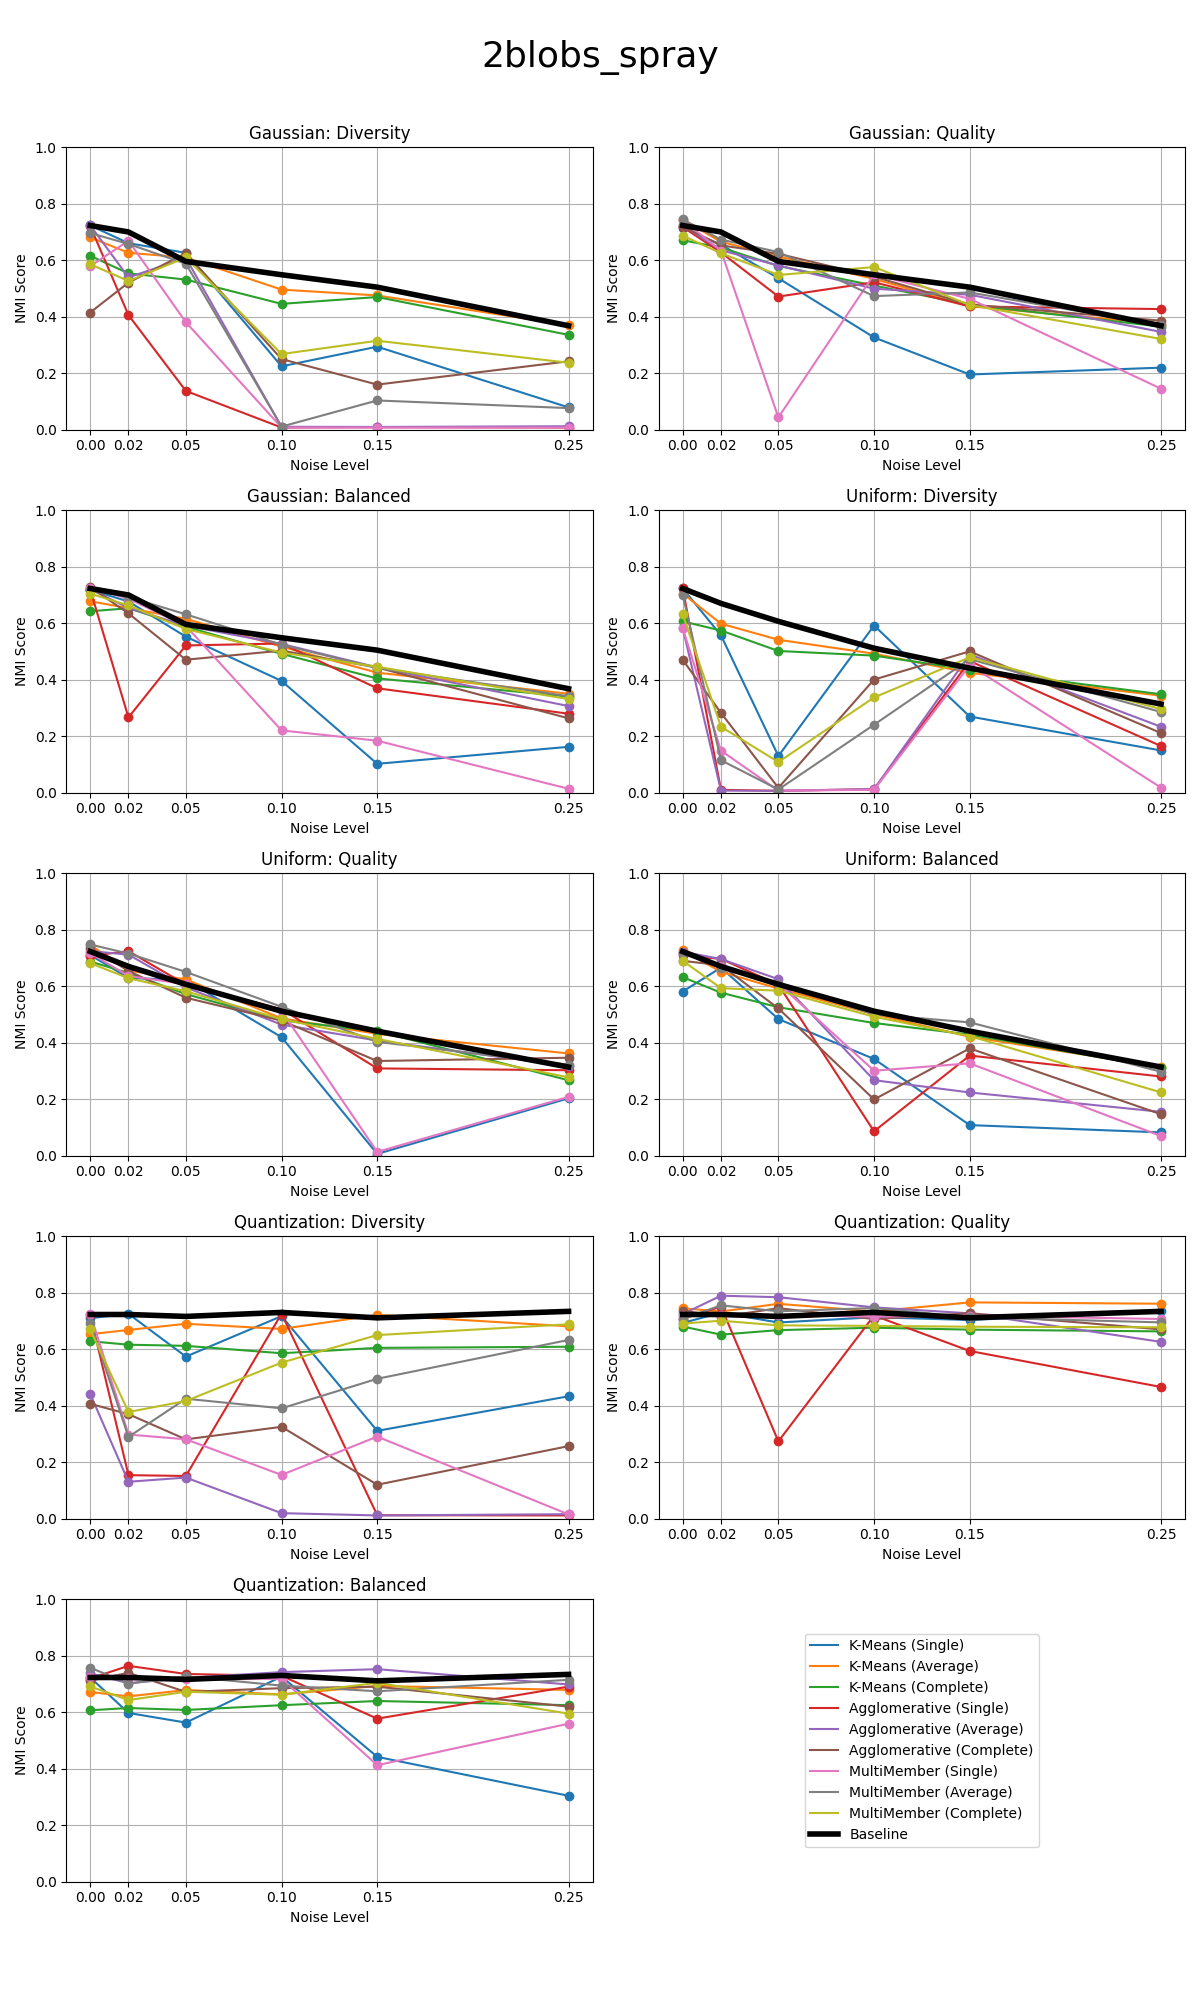 2blobs_spray
Gaussian: Diversity
NMI Score
1.0
0.8
0.6
0.4
0.2
0.0
0.00 0.02 0.05 0.10 0.15 0.25
Noise Level
Gaussian: Quality
NMI Score
1.0
0.8
0.6
0.4
0.2
0.0
0.00 0.02 0.05 0.10 0.15 0.25
Noise Level
Gaussian: Balanced
NMI Score
1.0
0.8
0.6
0.4
0.2
0.0
0.00 0.02 0.05 0.10 0.15 0.25
Noise Level
Uniform: Diversity
NMI Score
1.0
0.8
0.6
0.4
0.2
0.0
0.00 0.02 0.05 0.10 0.15 0.25
Noise Level
Uniform: Quality
NMI Score
1.0
0.8
0.6
0.4
0.2
0.0
0.00 0.02 0.05 0.10 0.15 0.25
Noise Level
Uniform: Balanced
NMI Score
1.0
0.8
0.6
0.4
0.2
0.0
0.00 0.02 0.05 0.10 0.15 0.25
Noise Level
Quantization: Diversity
NMI Score
1.0
0.8
0.6
0.4
0.2
0.0
0.00 0.02 0.05 0.10 0.15 0.25
Noise Level
Quantization: Quality
NMI Score
1.0
0.8
0.6
0.4
0.2
0.0
0.00 0.02 0.05 0.10 0.15 0.25
Noise Level
Quantization: Balanced
NMI Score
1.0
0.8
0.6
0.4
0.2
0.0
0.00 0.02 0.05 0.10 0.15 0.25
Noise Level
K-Means (Single)
K-Means (Average)
K-Means (Complete)
Agglomerative (Single)
Agglomerative (Average)
Agglomerative (Complete)
MultiMember (Single)
MultiMember (Average)
MultiMember (Complete)
Baseline